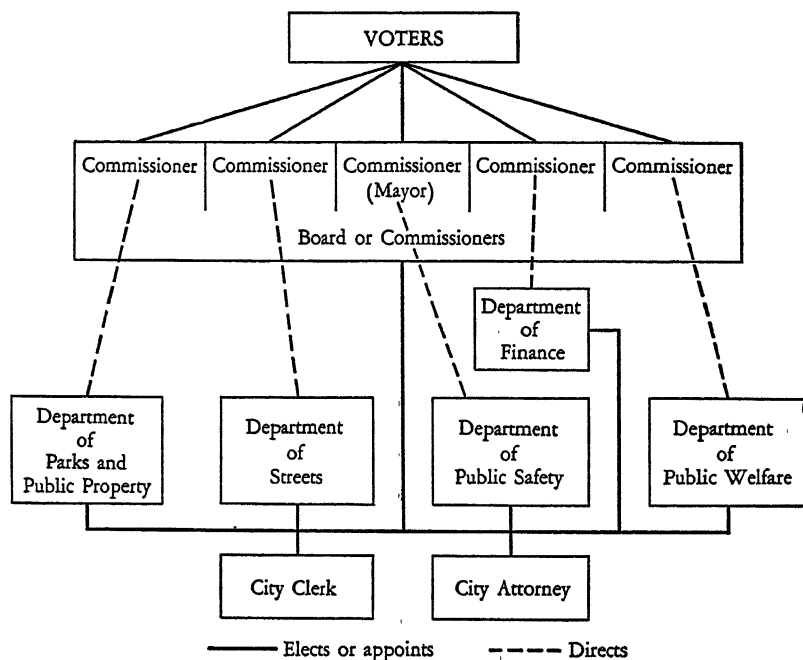 VOTERS
Commissioner Commissioner Commissioner Commissioner Commissioner
(Mayor)
Board or Commissioners
Department
of
Finance
Department
of
Parks and
Public Property
Department
of
Streets
Department
of
Public Safety
Department
of
Public Welfare
City Clerk
City Attorney
Elects or appoints
Directs